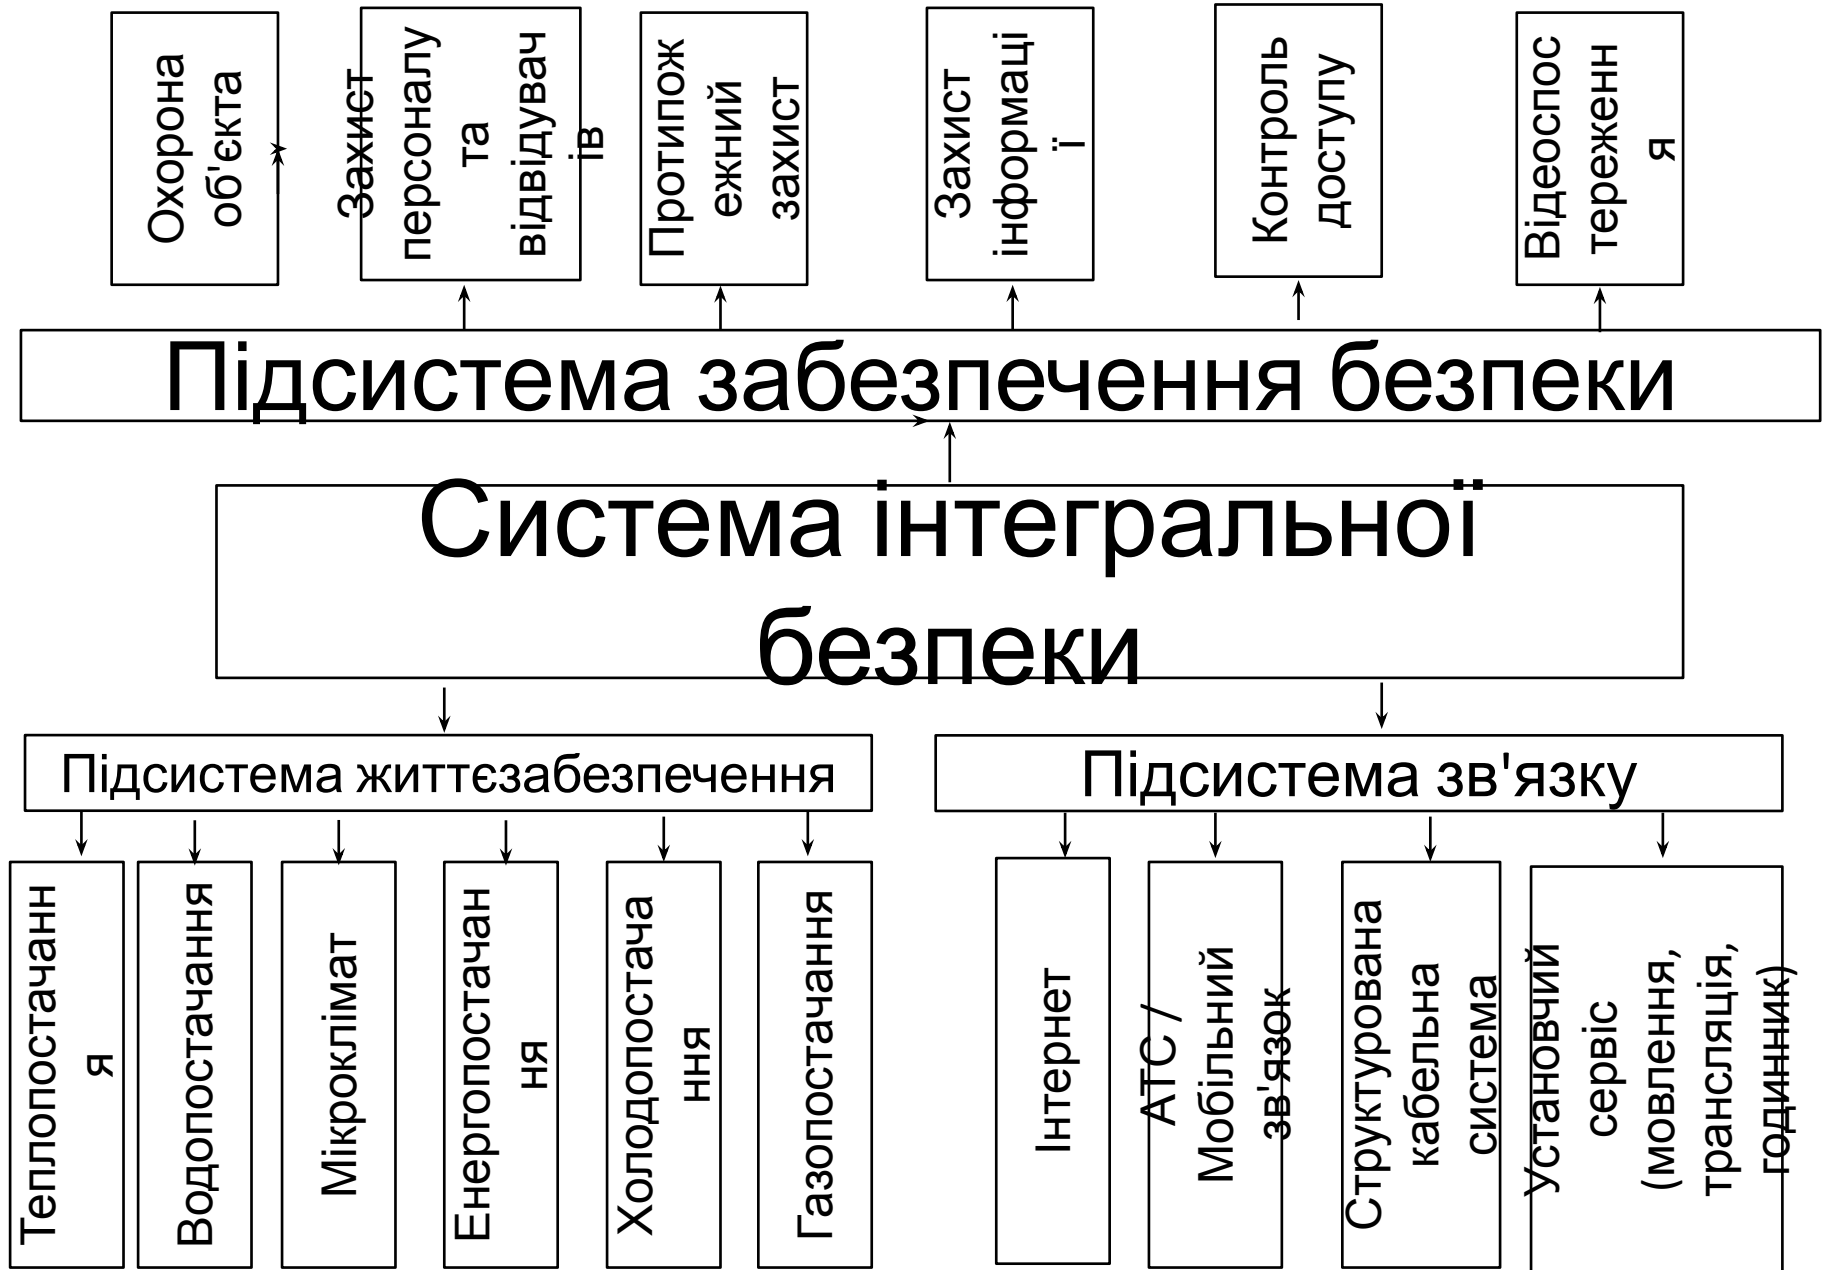 Охорона
об'єкта
Захист
персоналу
та
відвідувач
ів
Протипож
ежний
захист
Захист
інформаці
ї
Контроль
доступу
Відеоспос
тереженн
я
Підсистема забезпечення безпеки
Система інтегральної
безпеки
Підсистема життєзабезпечення
Підсистема зв'язку
Теплопостачанн
я
Водопостачання
Мікроклімат
Енергопостачан
ня
Холодопостача
ння
Газопостачання
Інтернет
АТС /
Мобільний
зв'язок
Структурована
кабельна
система
Установчий
сервіс
(мовлення,
трансляція,
годинник)